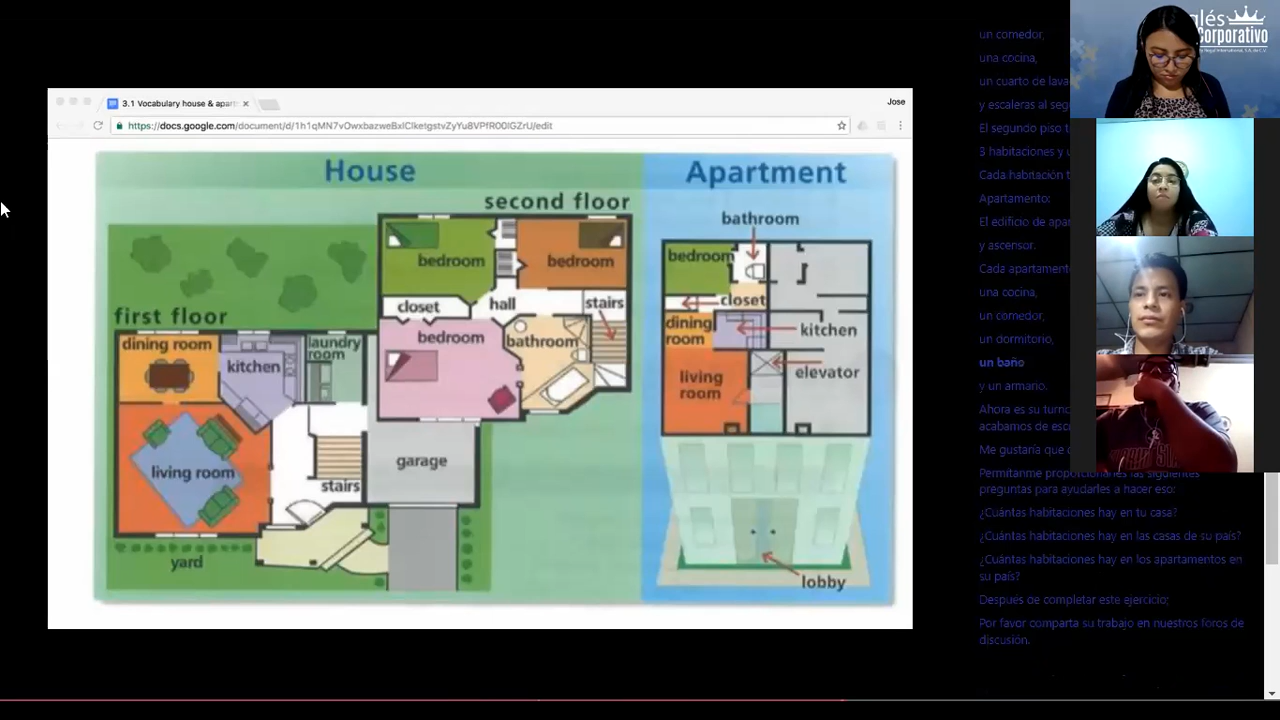 3.1 Vocabulary house & apart
Jose
https://docs.google.com/document/d/1h1qMN7vOwxbazweBxlClketgstvZyYu8VPfR00lGZrU/edit
House
Apartment
second floor
bathroom
bedroom
bedroom
bedroom
closet
hall
stairs
closet
first floor
dining room
kitchen
laundry
room
bedroom
bathroom
dining
room
kitchen
elevator
living
room
living room
garage
stairs
yard
lobby
glés
Corporativo
un comedor,
una cocina,
un cuarto de lava
y escaleras al seg
El segundo piso t
3 habitaciones y u
Cada habitación t
Apartamento:
El edificio de apar
y ascensor.
Cada apartament
una cocina,
un comedor,
un dormitorio,
un baño
y un armario.
Ahora es su turno
acabamos de esc
Me gustaría que
Permítanme proporcionarles las siguientes
preguntas para ayudarles a hacer eso:
¿Cuántas habitaciones hay en tu casa?
¿Cuántas habitaciones hay en las casas de su país?
¿Cuántas habitaciones hay en los apartamentos en
su país?
Después de completar este ejercicio;
Por favor comparta su trabajo en nuestros foros de
discusión.